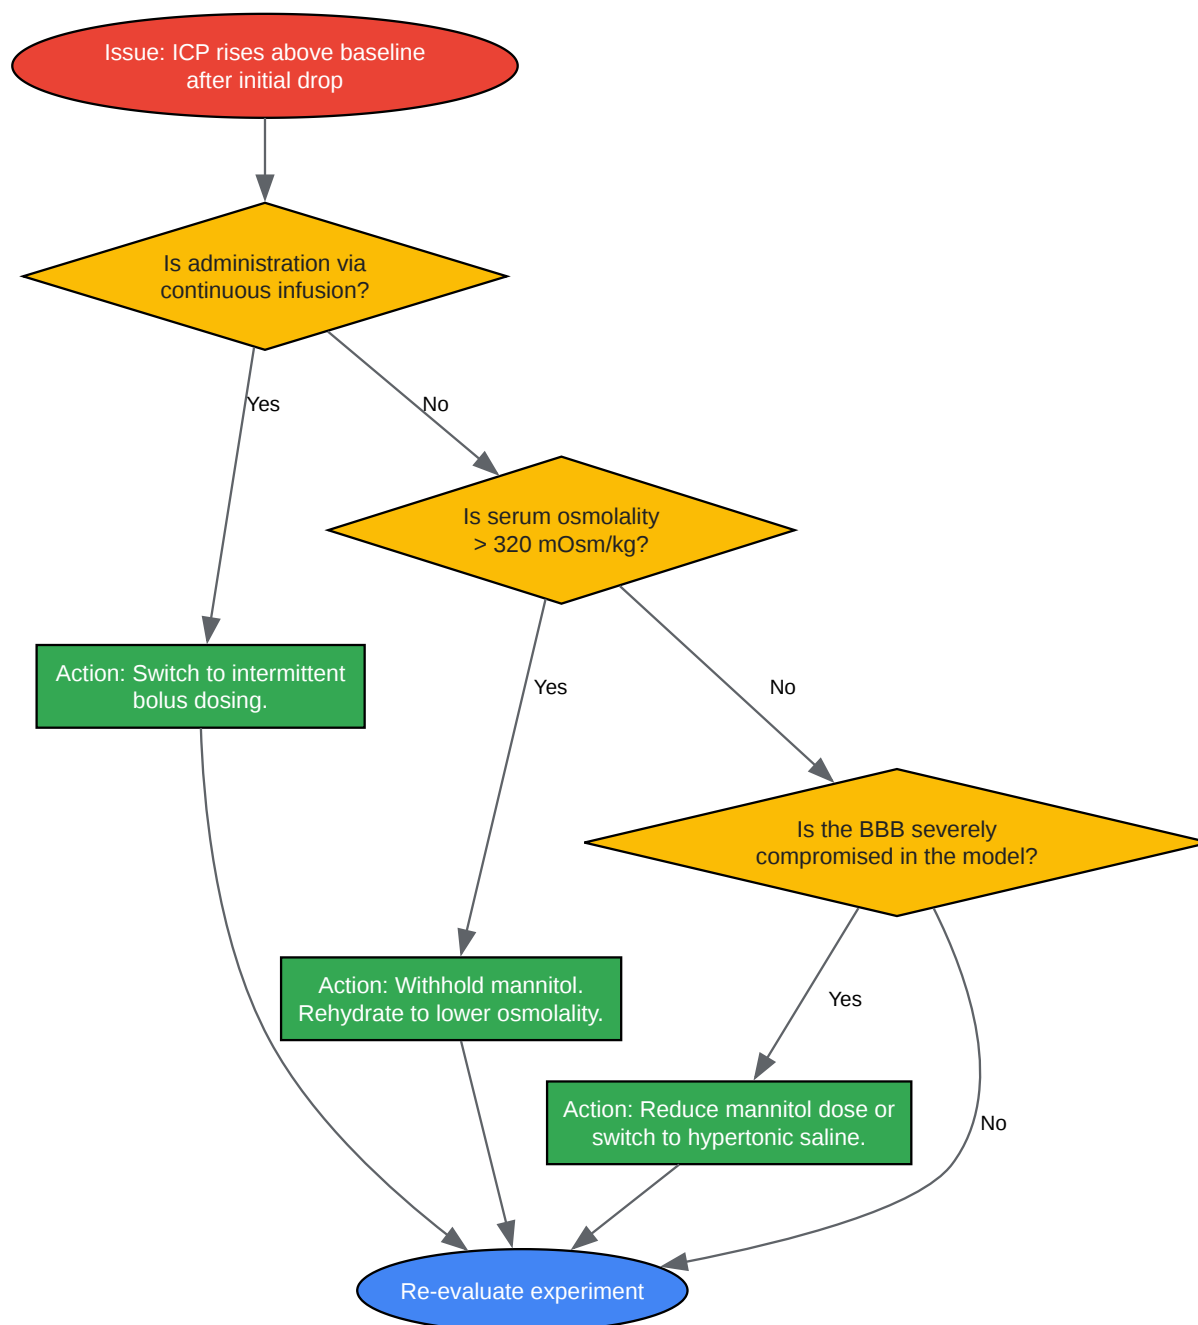 Issue: ICP rises above baseline
after initial drop
Is administration via
continuous infusion?
Yes
No
Is serum osmolality
> 320 mOsm/kg?
Action: Switch to intermittent
bolus dosing.
Yes
No
Is the BBB severely
compromised in the model?
Action: Withhold mannitol.
Rehydrate to lower osmolality.
Yes
Action: Reduce mannitol dose or
switch to hypertonic saline.
No
Re-evaluate experiment